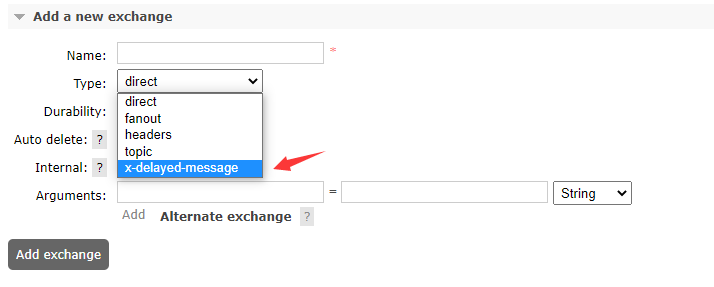 Add a new exchange
Name: *
Type: direct
direct
Durability:
fanout
headers
Auto delete: ?
topic
Internal: ? x-delayed-message
Arguments: = String
Add Alternate exchange ?
Add exchange